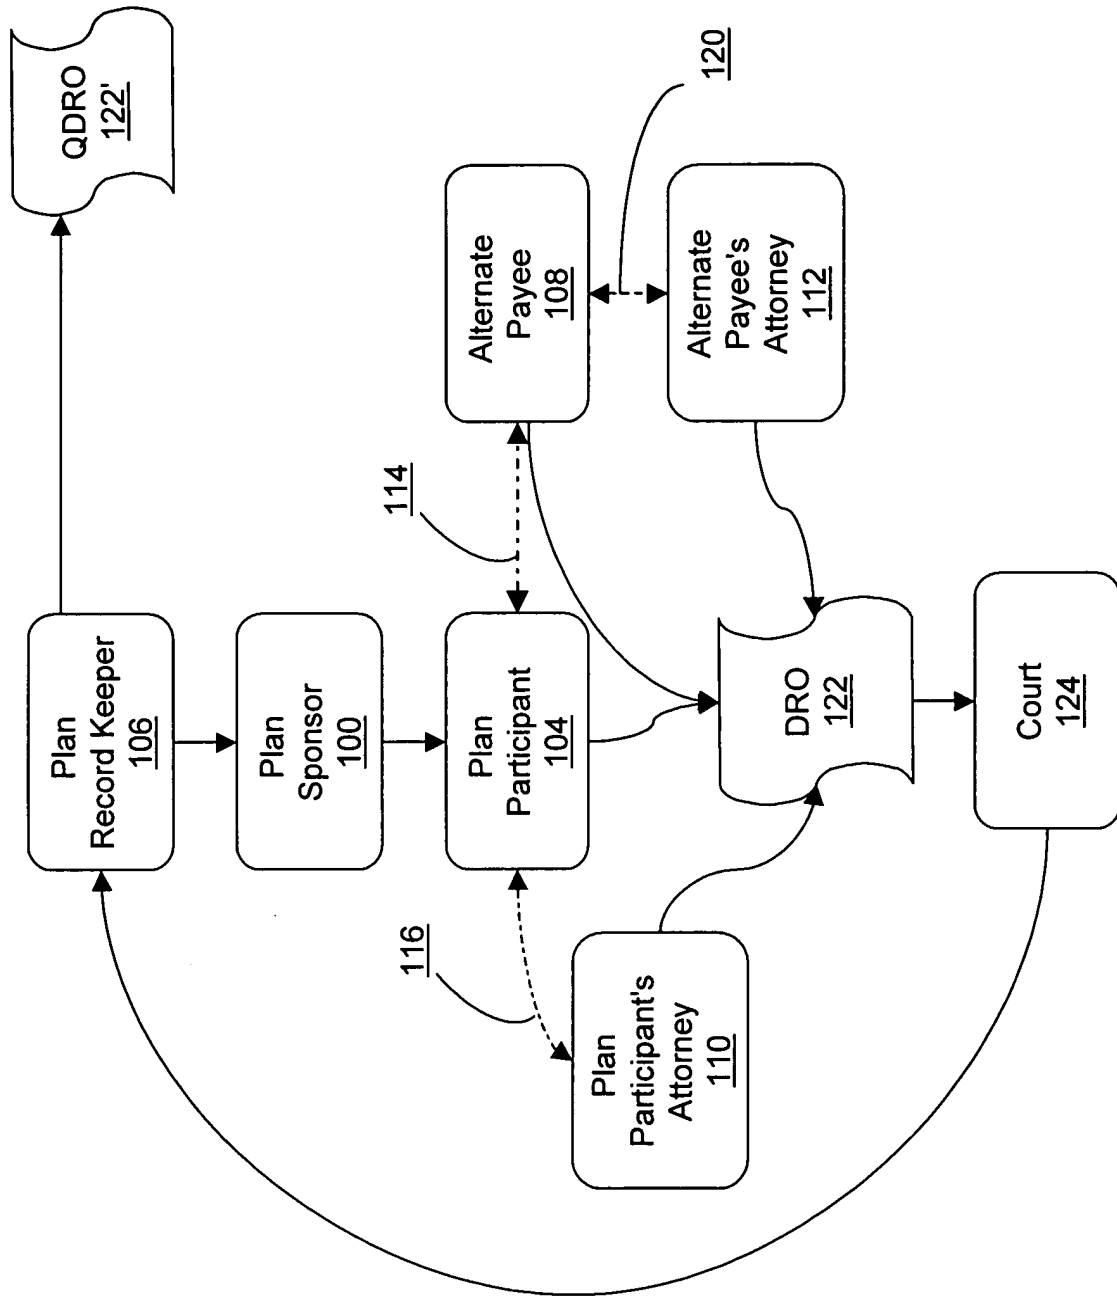 QDRO
122'
Plan
Record Keeper
106
Plan
Sponsor
100
Plan
Participant
104
114
116
Alternate
Payee
108
120
Alternate
Payee's
Attorney
112
Plan
Participant's
Attorney
110
DRO
122
Court
124